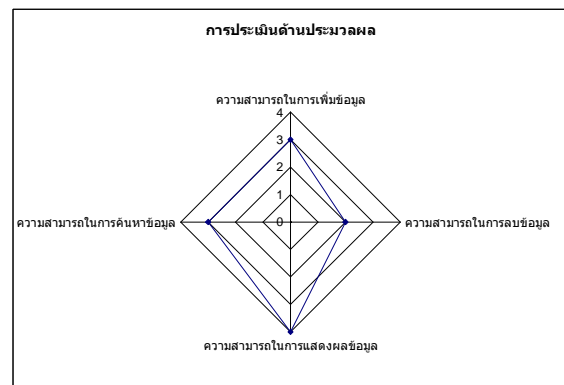 การประเมินด้านประมวลผล
ความสามารถในการเพิ่มข้อมูล
4
3
2
1
0
ความสามารถในการค้นหาข้อมูล
ความสามารถในการลบข้อมูล
ความสามารถในการแสดงผลข้อมูล